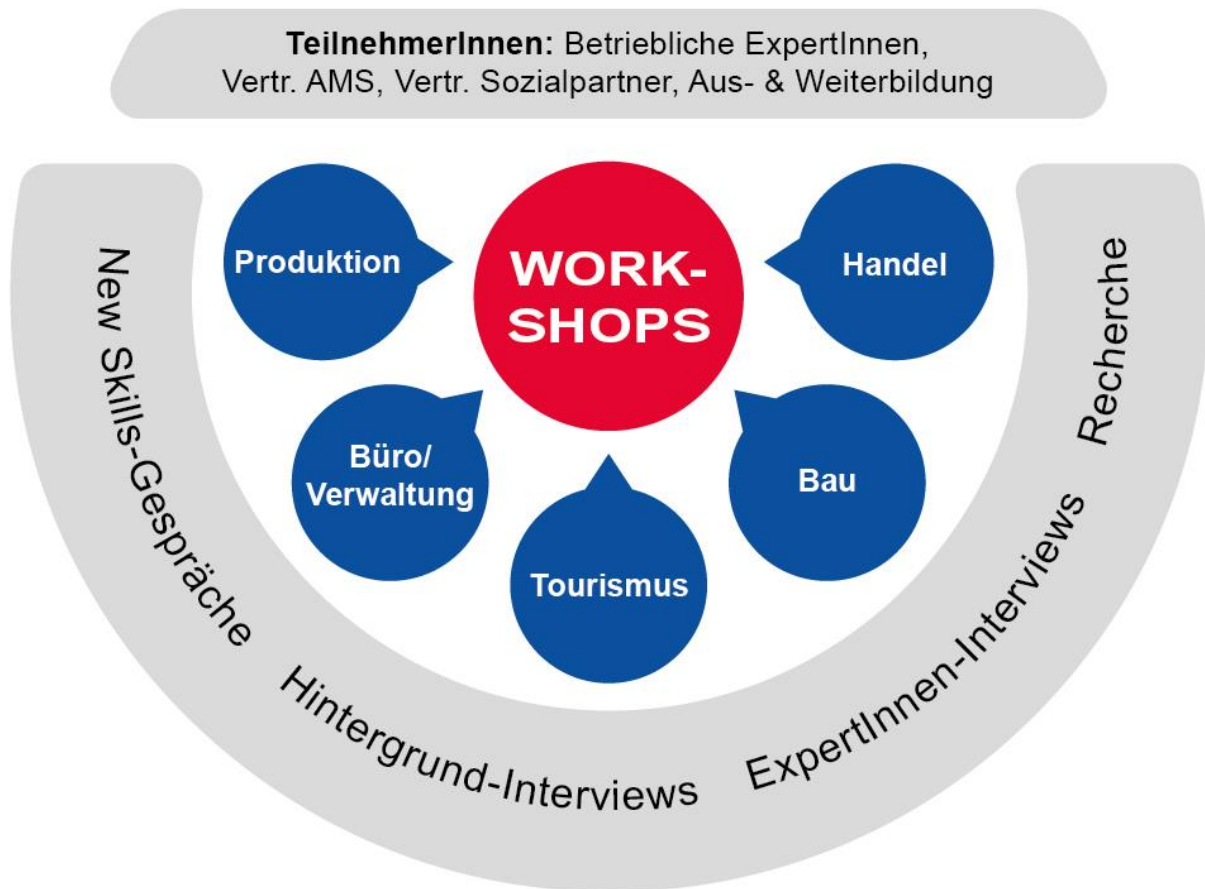 TeilnehmerInnen: Betriebliche ExpertInnen,
Vertr. AMS, Vertr. Sozialpartner, Aus- & Weiterbildung
Produktion
WORK-
SHOPS
Handel
Büro/
Verwaltung
Tourismus
Bau
New Skills-Gespräche
Hintergrund-Interviews
ExpertInnen-Interviews
Recherche